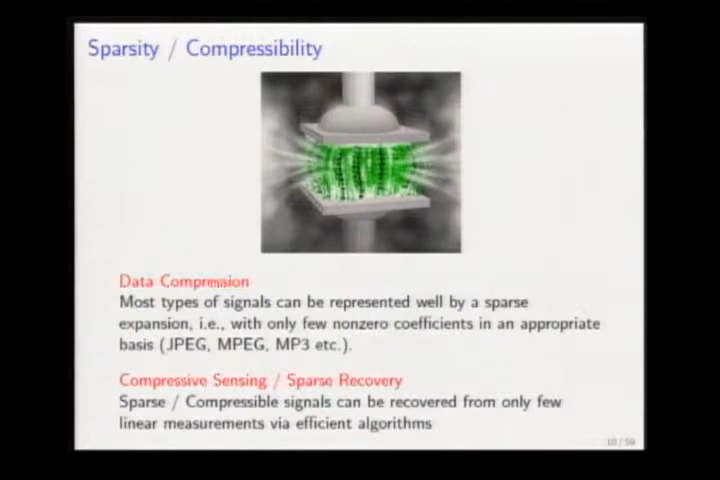 Sparsity / Compressibility
Data Compression
Most types of signals can be represented well by a sparse
expansion, i.e., with only few nonzero coefficients in an appropriate
basis (JPEG, MPEG, MP3 etc.).
Compressive Sensing / Sparse Recovery
Sparse / Compressible signals can be recovered from only few
linear measurements via efficient algorithms
10 / 59